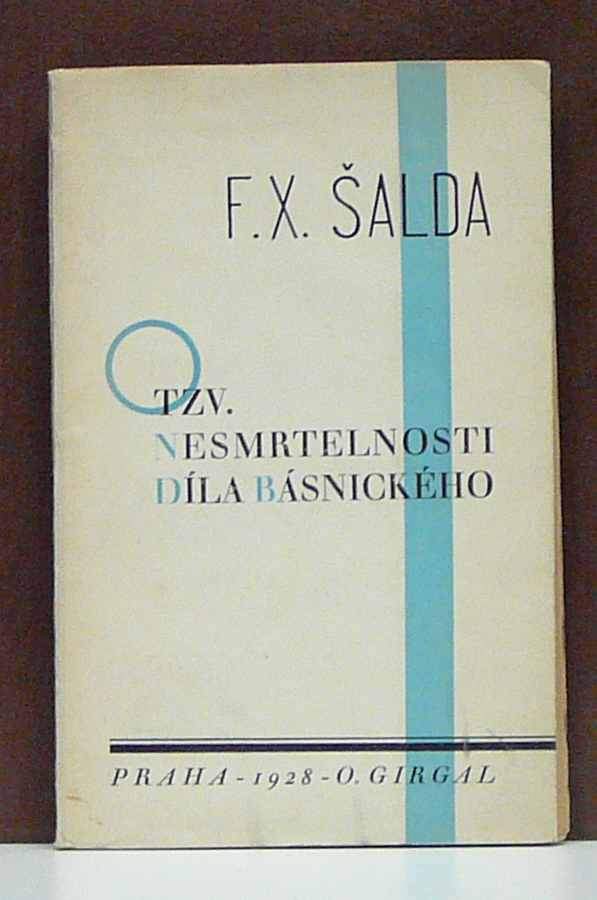 F. X. ŠALDA
O
TZV.
NESMRTELNOSTI
DÍLA BÁSNICKÉHO
PRAHA - 1928 - O. GIRGAL